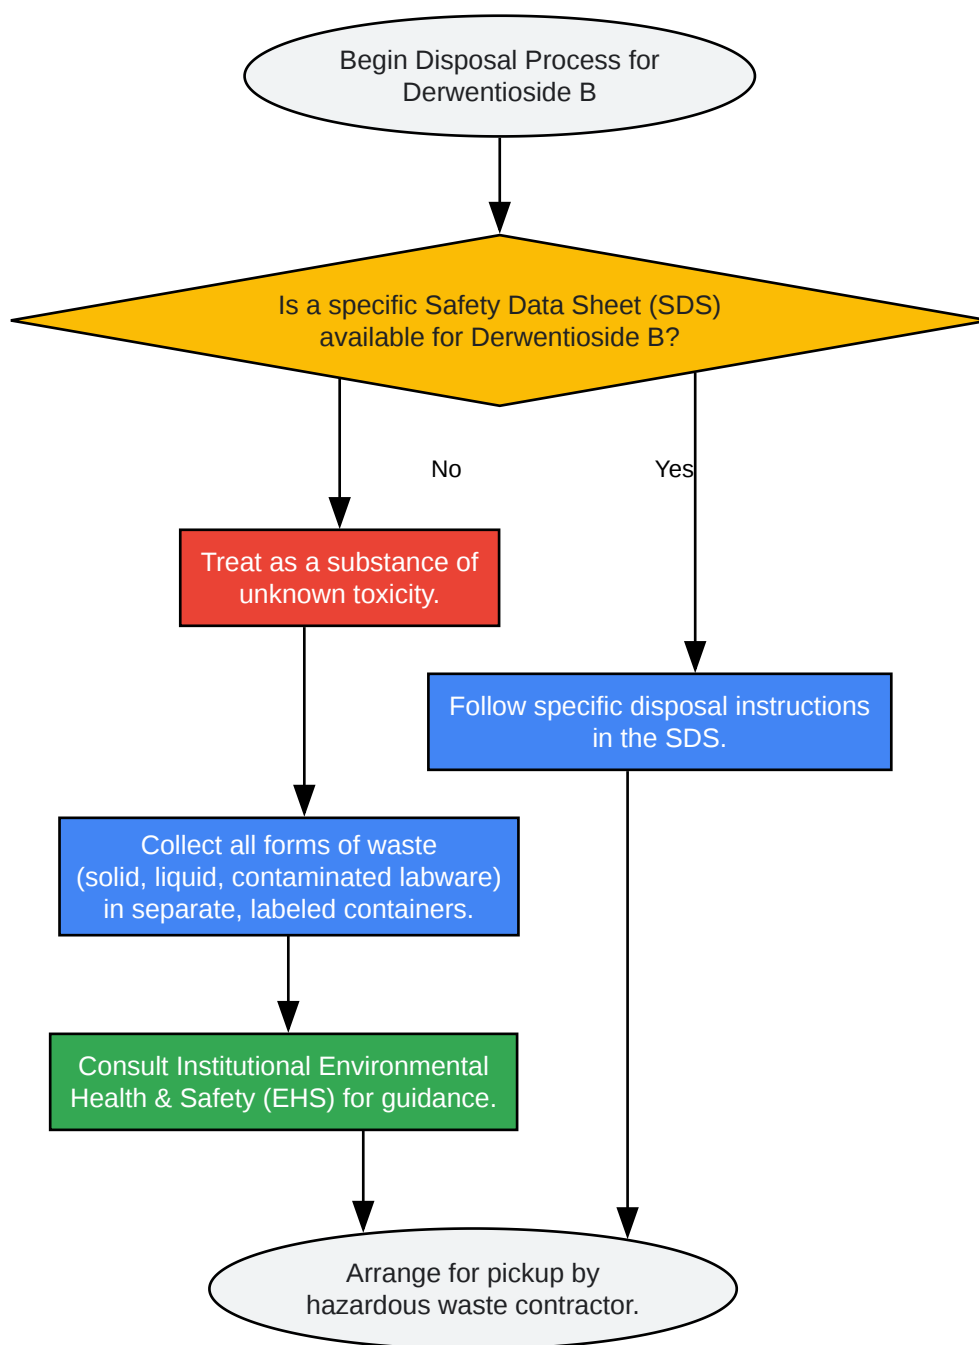 Begin Disposal Process for
Derwentioside B
Is a specific Safety Data Sheet (SDS)
available for Derwentioside B?
No
Yes
Treat as a substance of
unknown toxicity.
Follow specific disposal instructions
in the SDS.
Collect all forms of waste
(solid, liquid, contaminated labware)
in separate, labeled containers.
Consult Institutional Environmental
Health & Safety (EHS) for guidance.
Arrange for pickup by
hazardous waste contractor.